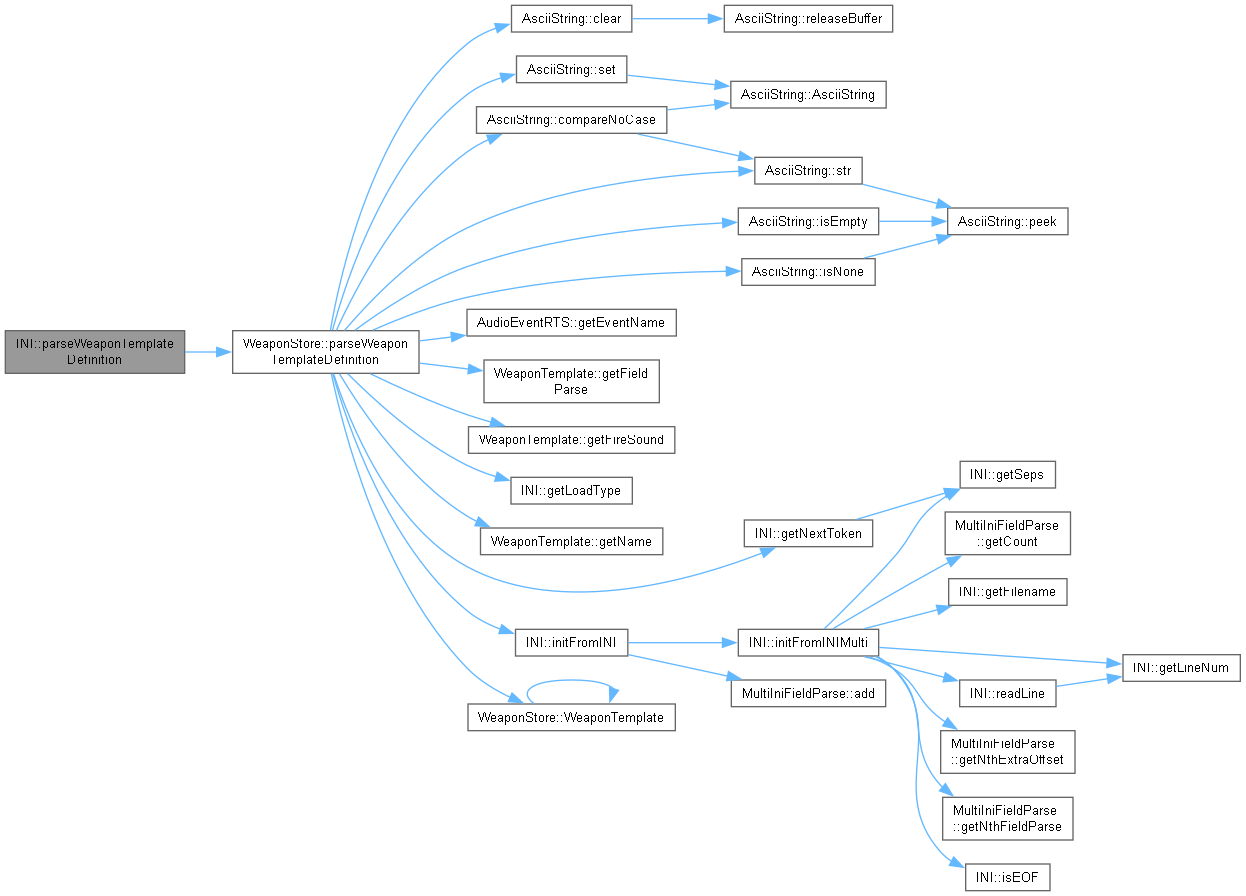 AsciiString::clear
AsciiString::releaseBuffer
AsciiString::set
AsciiString::AsciiString
AsciiString::compareNoCase
AsciiString::str
AsciiString::isEmpty
AsciiString::peek
AsciiString::isNone
AudioEventRTS::getEventName
INI::parseWeaponTemplate
Definition
WeaponStore::parseWeapon
TemplateDefinition
WeaponTemplate::getField
Parse
WeaponTemplate::getFireSound
INI::getLoadType
INI::getSeps
WeaponTemplate::getName
INI::getNextToken
MultiIniFieldParse
::getCount
INI::getFilename
INI::initFromINI
INI::initFromINIMulti
INI::getLineNum
MultiIniFieldParse::add
INI::readLine
WeaponStore::WeaponTemplate
MultiIniFieldParse
::getNthExtraOffset
MultiIniFieldParse
::getNthFieldParse
INI::isEOF